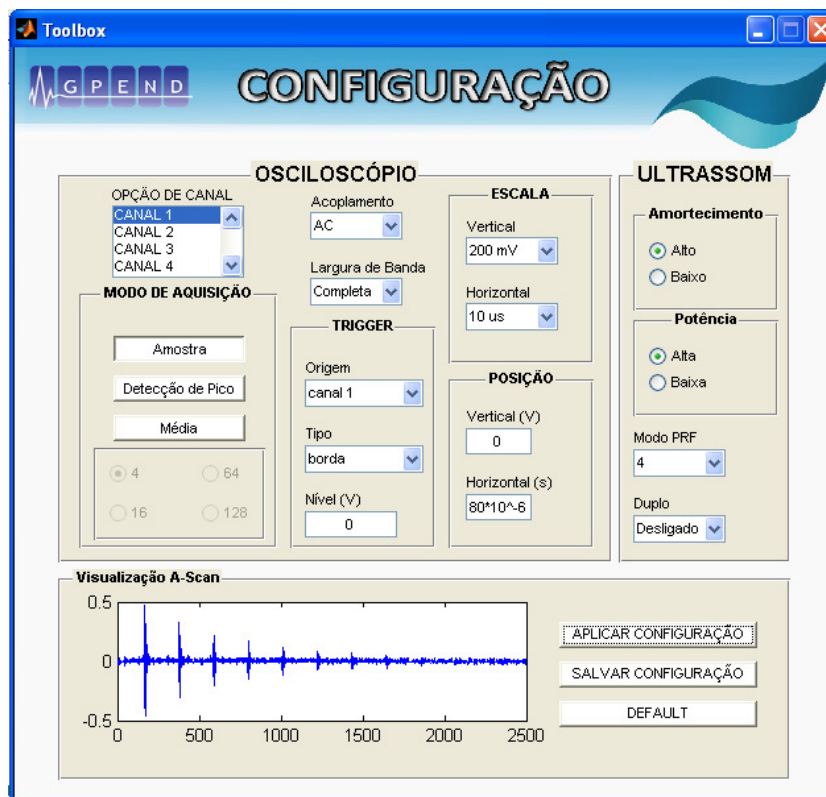 Toolbox
GPEND
CONFIGURAÇÃO
OSCILOSCÓPIO
OPÇÃO DE CANAL
CANAL 1
CANAL 2
CANAL 3
CANAL 4
Acoplamento
AC
Largura de Banda
Completa
MODO DE AQUISIÇÃO
Amostra
Detecção de Pico
Média
4
64
16
128
TRIGGER
Origem
canal 1
Tipo
borda
Nível (V)
0
ESCALA
Vertical
200 mV
Horizontal
10 us
POSIÇÃO
Vertical (V)
0
Horizontal (s)
80*10^-6
ULTRASSOM
Amortecimento
Alto
Baixo
Potência
Alta
Baixa
Modo PRF
4
Duplo
Desligado
Visualização A-Scan
0.5
0
-0.5
0 500 1000 1500 2000 2500
APLICAR CONFIGURAÇÃO
SALVAR CONFIGURAÇÃO
DEFAULT